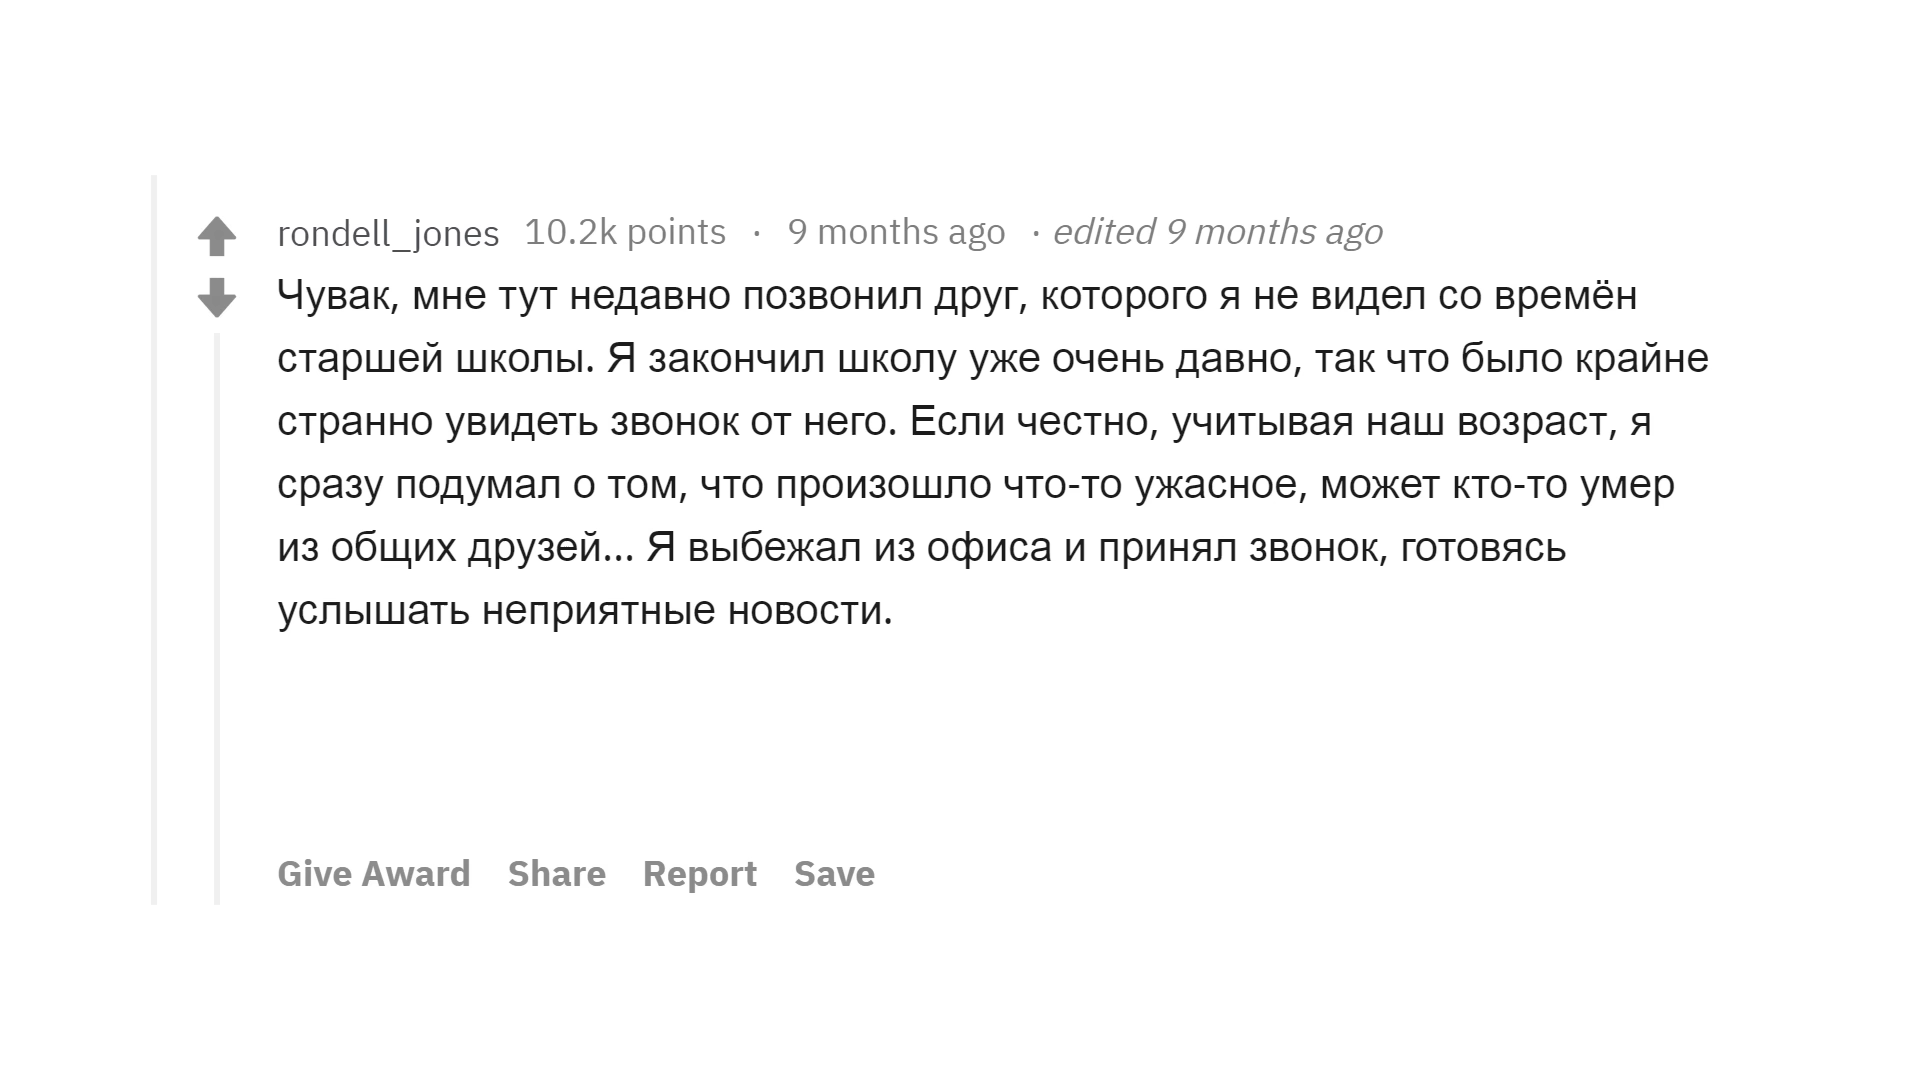 rondell_jones 10.2k points · 9 months ago · edited 9 months ago
Чувак, мне тут недавно позвонил друг, которого я не видел со времён
старшей школы. Я закончил школу уже очень давно, так что было крайне
странно увидеть звонок от него. Если честно, учитывая наш возраст, я
сразу подумал о том, что произошло что-то ужасное, может кто-то умер
из общих друзей... Я выбежал из офиса и принял звонок, готовясь
услышать неприятные новости.
Give Award Share Report Save